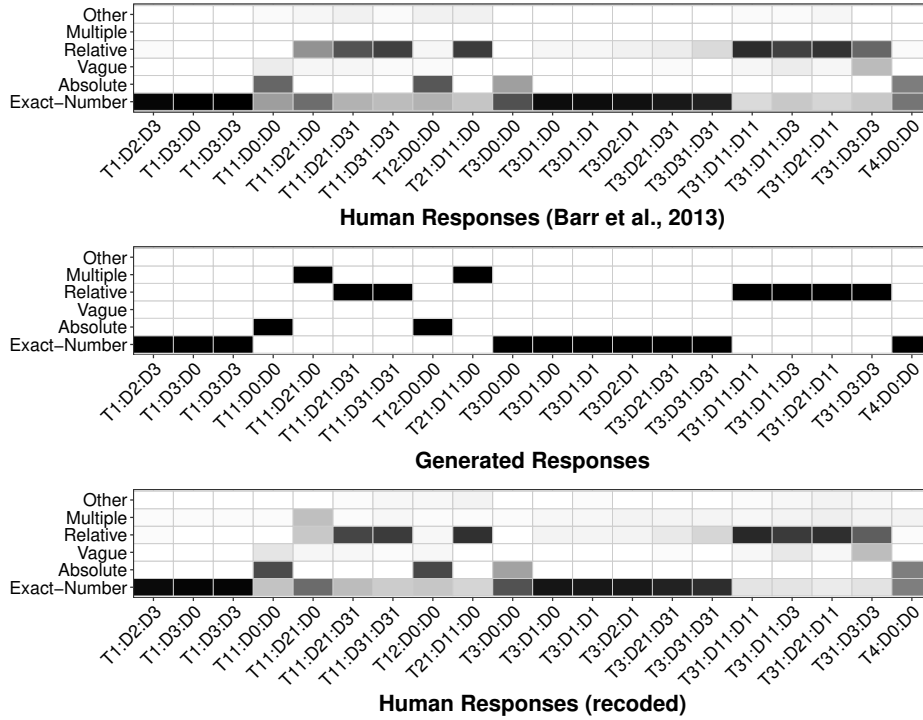 Other
Multiple
Relative
Vague
Absolute
Exact−Number
T1:D2:D3
T1:D3:D0
T1:D3:D3
T11:D0:D0
T11:D21:D0
T11:D21:D31
T11:D31:D31
T12:D0:D0
T21:D11:D0
T3:D0:D0
T3:D1:D0
T3:D1:D1
T3:D2:D1
T3:D21:D31
T3:D31:D31
T31:D11:D11
T31:D11:D3
T31:D21:D11
T31:D3:D3
T4:D0:D0
Human Responses (Barr et al., 2013)
Other
Multiple
Relative
Vague
Absolute
Exact−Number
T1:D2:D3
T1:D3:D0
T1:D3:D3
T11:D0:D0
T11:D21:D0
T11:D21:D31
T11:D31:D31
T12:D0:D0
T21:D11:D0
T3:D0:D0
T3:D1:D0
T3:D1:D1
T3:D2:D1
T3:D21:D31
T3:D31:D31
T31:D11:D11
T31:D11:D3
T31:D21:D11
T31:D3:D3
T4:D0:D0
Generated Responses
Other
Multiple
Relative
Vague
Absolute
Exact−Number
T1:D2:D3
T1:D3:D0
T1:D3:D3
T11:D0:D0
T11:D21:D0
T11:D21:D31
T11:D31:D31
T12:D0:D0
T21:D11:D0
T3:D0:D0
T3:D1:D0
T3:D1:D1
T3:D2:D1
T3:D21:D31
T3:D31:D31
T31:D11:D11
T31:D11:D3
T31:D21:D11
T31:D3:D3
T4:D0:D0
Human Responses (recoded)